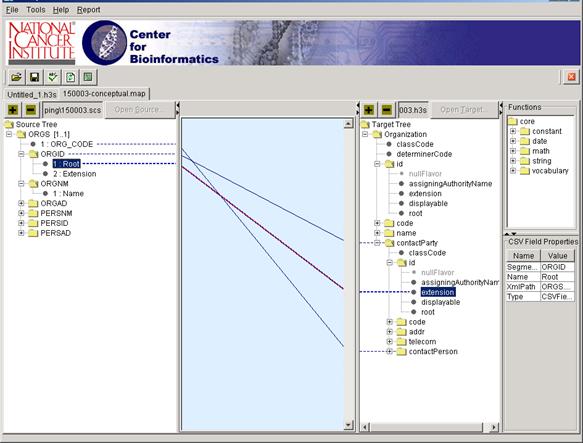 File Tools Help Report
NATIONAL
CANCER
INSTITUTE
Center
for
Bioinformatics
Untitled_1.h3s 150003-conceptual.map
ping\150003.scs Open Source...
Source Tree
ORGS [1..1]
1 : ORG_CODE
ORGID
1 : Root
2 : Extension
ORGNM
1 : Name
ORGAD
PERSNM
PERSID
PERSAD
003.h3s Open Target...
Target Tree
Organization
classCode
determinerCode
id
nullFlavor
assigningAuthorityName
extension
displayable
root
code
name
contactParty
classCode
id
nullFlavor
assigningAuthorityNam
extension
displayable
root
code
addr
telecom
contactPerson
Functions
core
constant
date
math
string
vocabulary
CSV Field Properties
Name Value
Segme... ORGID
Name Root
XmlPath ORGS....
Type CSVFie...